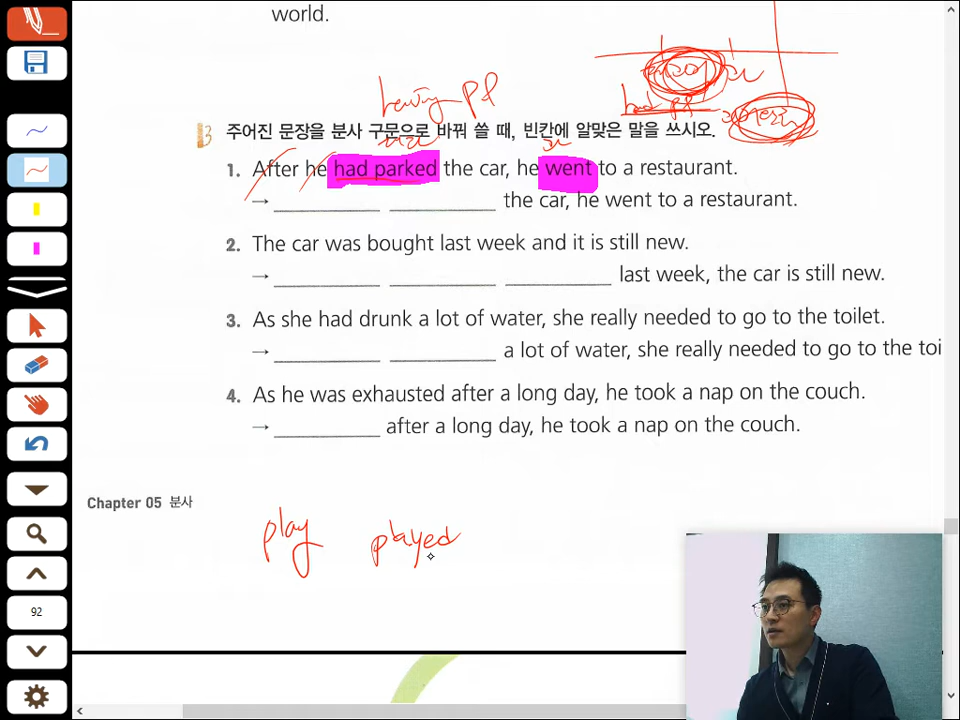 world.
having pp
3 주어진 문장을 분사 구문으로 바꿔 쓸 때, 빈칸에 알맞은 말을 쓰시오.
1. After he had parked the car, he went to a restaurant.
→ __________ __________ the car, he went to a restaurant.
2. The car was bought last week and it is still new.
→ __________ __________ __________ last week, the car is still new.
3. As she had drunk a lot of water, she really needed to go to the toilet.
→ __________ __________ a lot of water, she really needed to go to the toi
4. As he was exhausted after a long day, he took a nap on the couch.
→ __________ after a long day, he took a nap on the couch.
Chapter 05 분사
play played
92